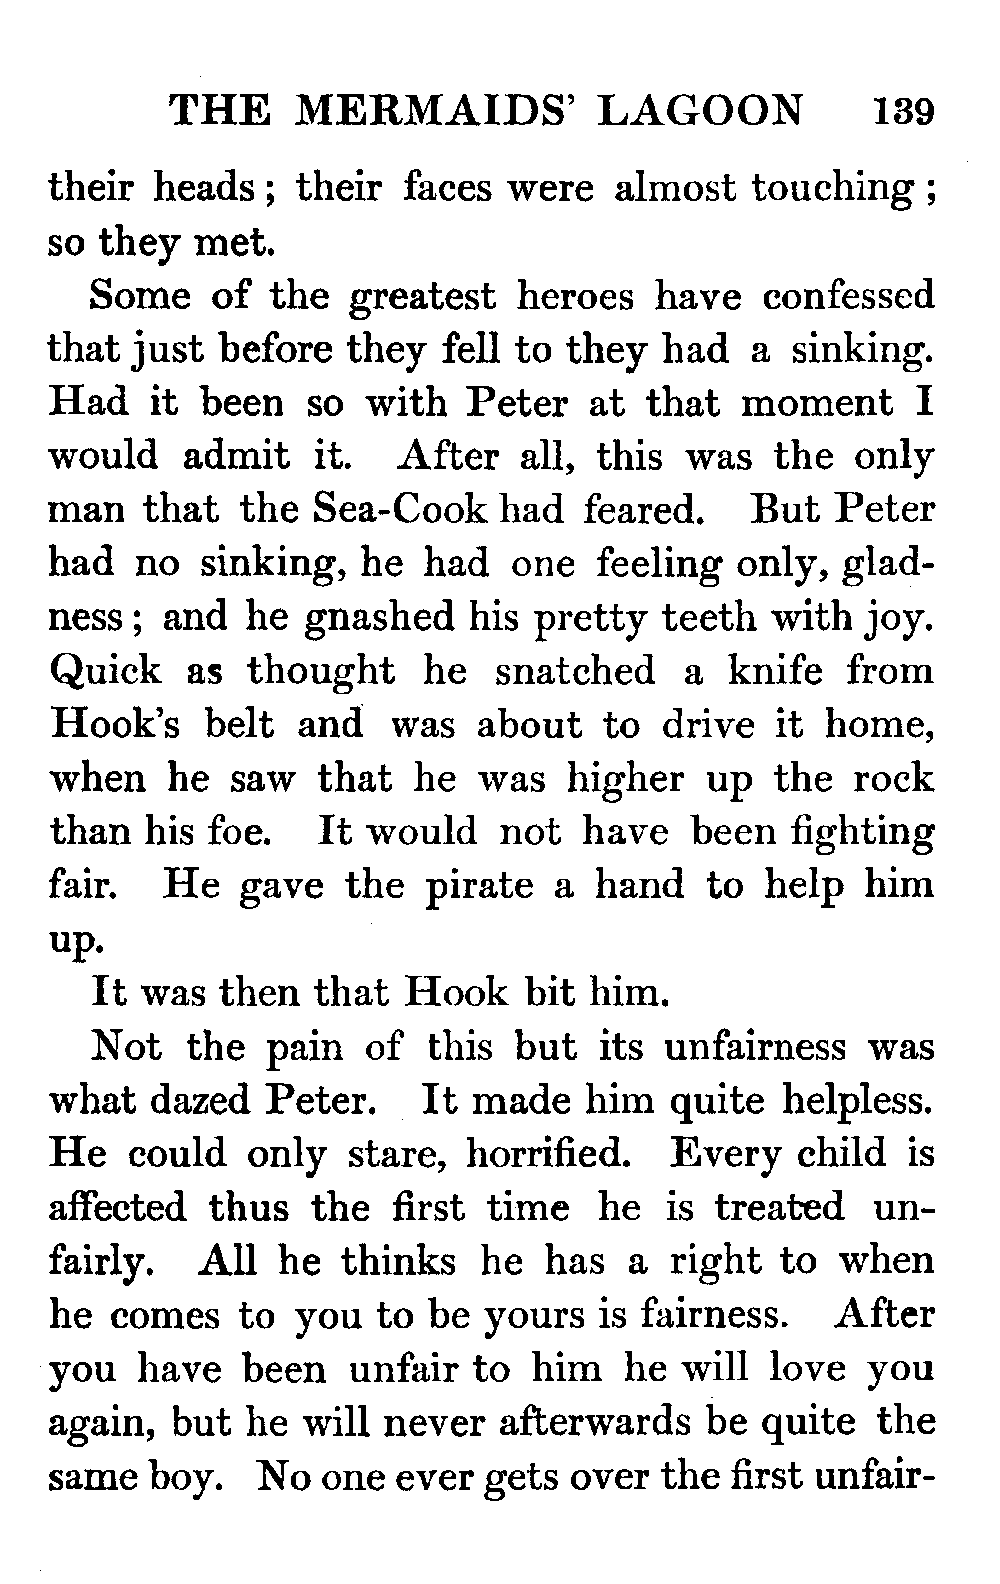 THE MERMAIDS' LAGOON 139
their heads ; their faces were almost touching ;
so they met.
Some of the greatest heroes have confessed
that just before they fell to they had a sinking.
Had it been so with Peter at that moment I
would admit it. After all, this was the only
man that the Sea-Cook had feared. But Peter
had no sinking, he had one feeling only, glad-
ness ; and he gnashed his pretty teeth with joy.
Quick as thought he snatched a knife from
Hook's belt and was about to drive it home,
when he saw that he was higher up the rock
than his foe. It would not have been fighting
fair. He gave the pirate a hand to help him
up.
It was then that Hook bit him.
Not the pain of this but its unfairness was
what dazed Peter. It made him quite helpless.
He could only stare, horrified. Every child is
affected thus the first time he is treated un-
fairly. All he thinks he has a right to when
he comes to you to be yours is fairness. After
you have been unfair to him he will love you
again, but he will never afterwards be quite the
same boy. No one ever gets over the first unfair-